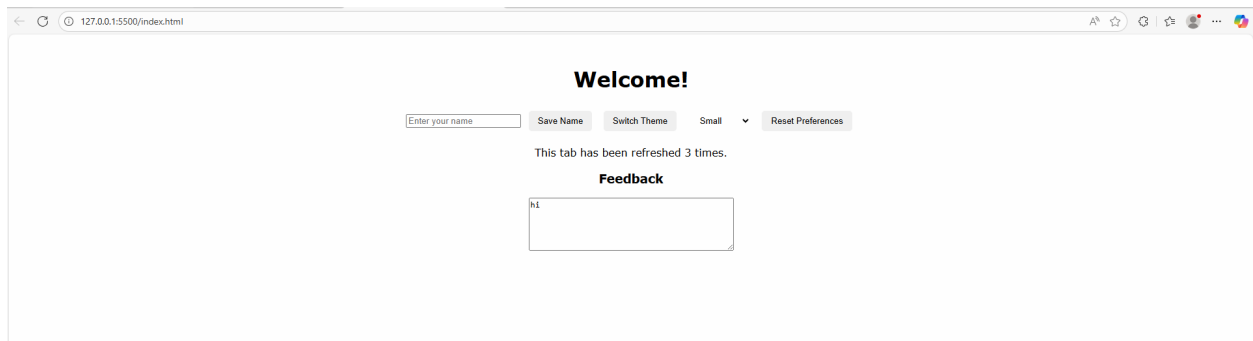 127.0.0.1:5500/index.html
Welcome!
Enter your name Save Name Switch Theme Small Reset Preferences
This tab has been refreshed 3 times.
Feedback
hi